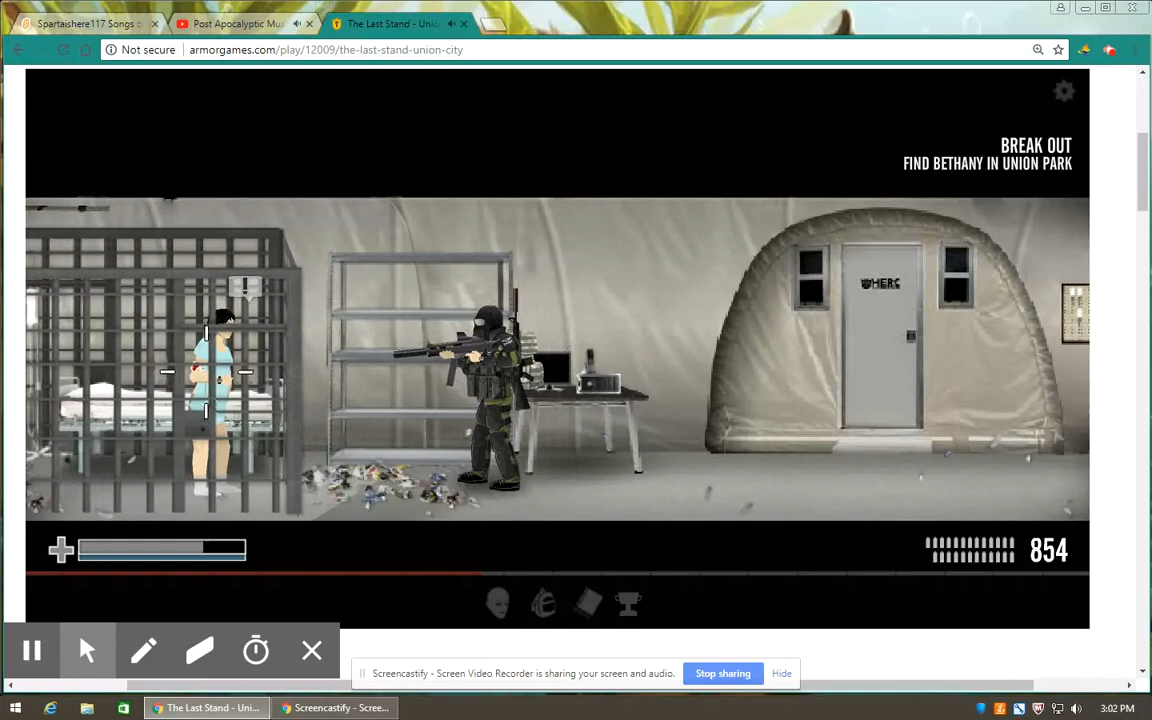 Spartaishere117 Songs o
Post Apocalyptic Mus
The Last Stand - Unio
Not secure
armorgames.com/play/12009/the-last-stand-union-city
BREAK OUT
FIND BETHANY IN UNION PARK
!
HERC
854
Screencastify - Screen Video Recorder is sharing your screen and audio.
Stop sharing
Hide
The Last Stand - Uni...
Screencastify - Scree...
3:02 PM